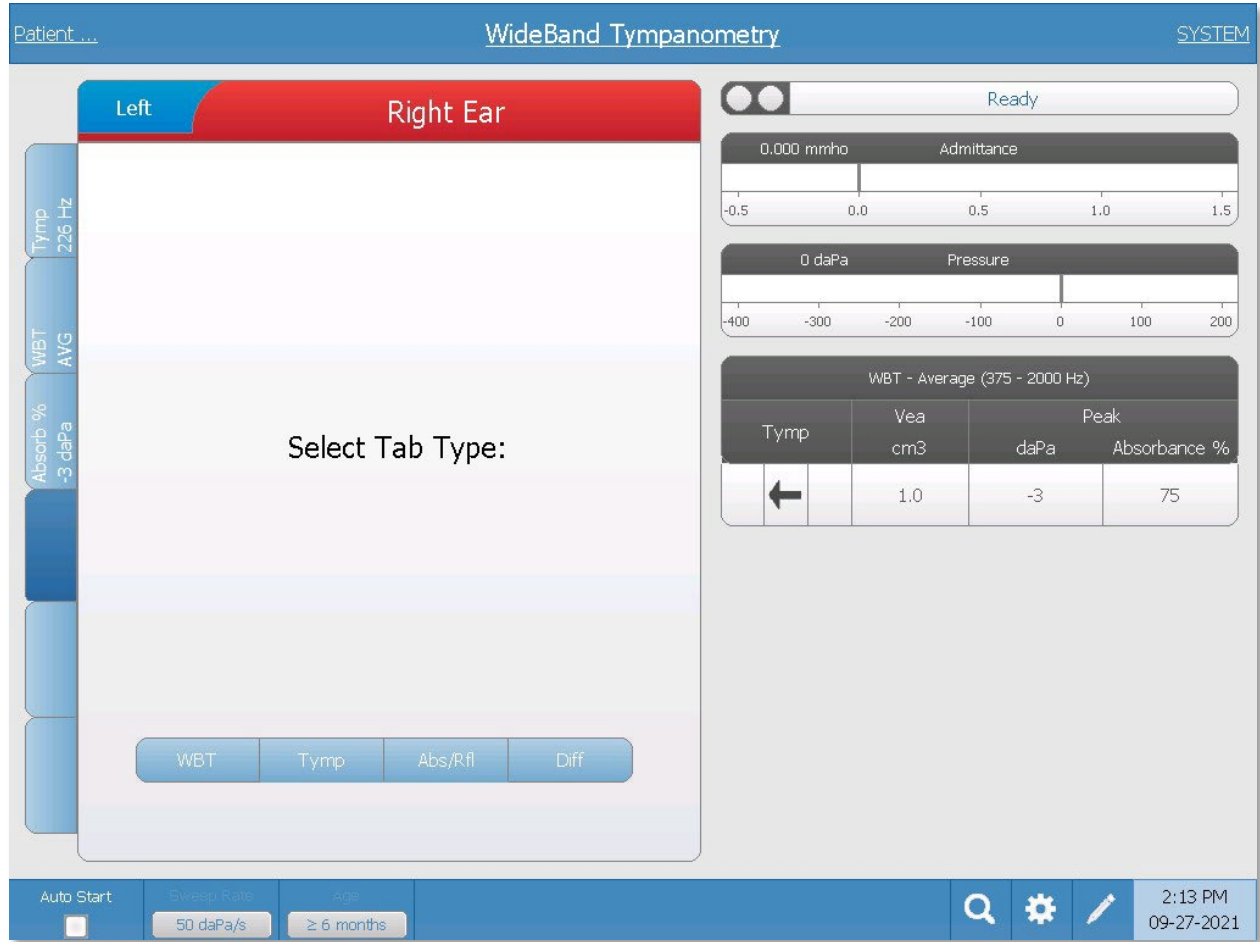 Patient ...
WideBand Tympanometry
SYSTEM
Left
Right Ear
Tymp
226 Hz
WBT
AVG
Absorb %
-3 daPa
Select Tab Type:
WBT Tymp Abs/Rfl Diff
Ready
0.000 mmho Admittance
-0.5 0.0 0.5 1.0 1.5
0 daPa Pressure
-400 -300 -200 -100 0 100 200
WBT - Average (375 - 2000 Hz)
Tymp
Vea
cm3
Peak
daPa Absorbance %
1.0 -3 75
Auto Start
Sweep Rate
50 daPa/s
Age
≥ 6 months
2:13 PM
09-27-2021